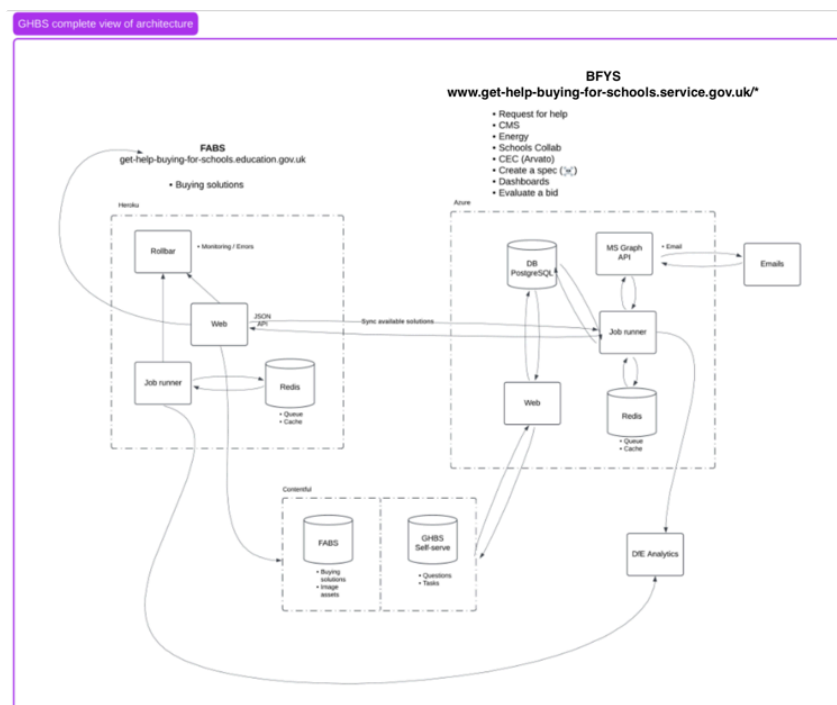 GHBS complete view of architecture
BFYS
www.get-help-buying-for-schools.service.gov.uk/*
• Request for help
• CMS
• Energy
• Schools Collab
• CEC (Arvato)
• Create a spec (☠️)
• Dashboards
• Evaluate a bid
FABS
get-help-buying-for-schools.education.gov.uk
• Buying solutions
Heroku
Rollbar
• Monitoring / Errors
Web
JSON
API
Job runner
Redis
• Queue
• Cache
Sync available solutions
Azure
DB
PostgreSQL
MS Graph
API
• Email
Emails
Job runner
Web
Redis
• Queue
• Cache
Contentful
FABS
• Buying
solutions
• Image
assets
GHBS
Self-serve
• Questions
• Tasks
DfE Analytics